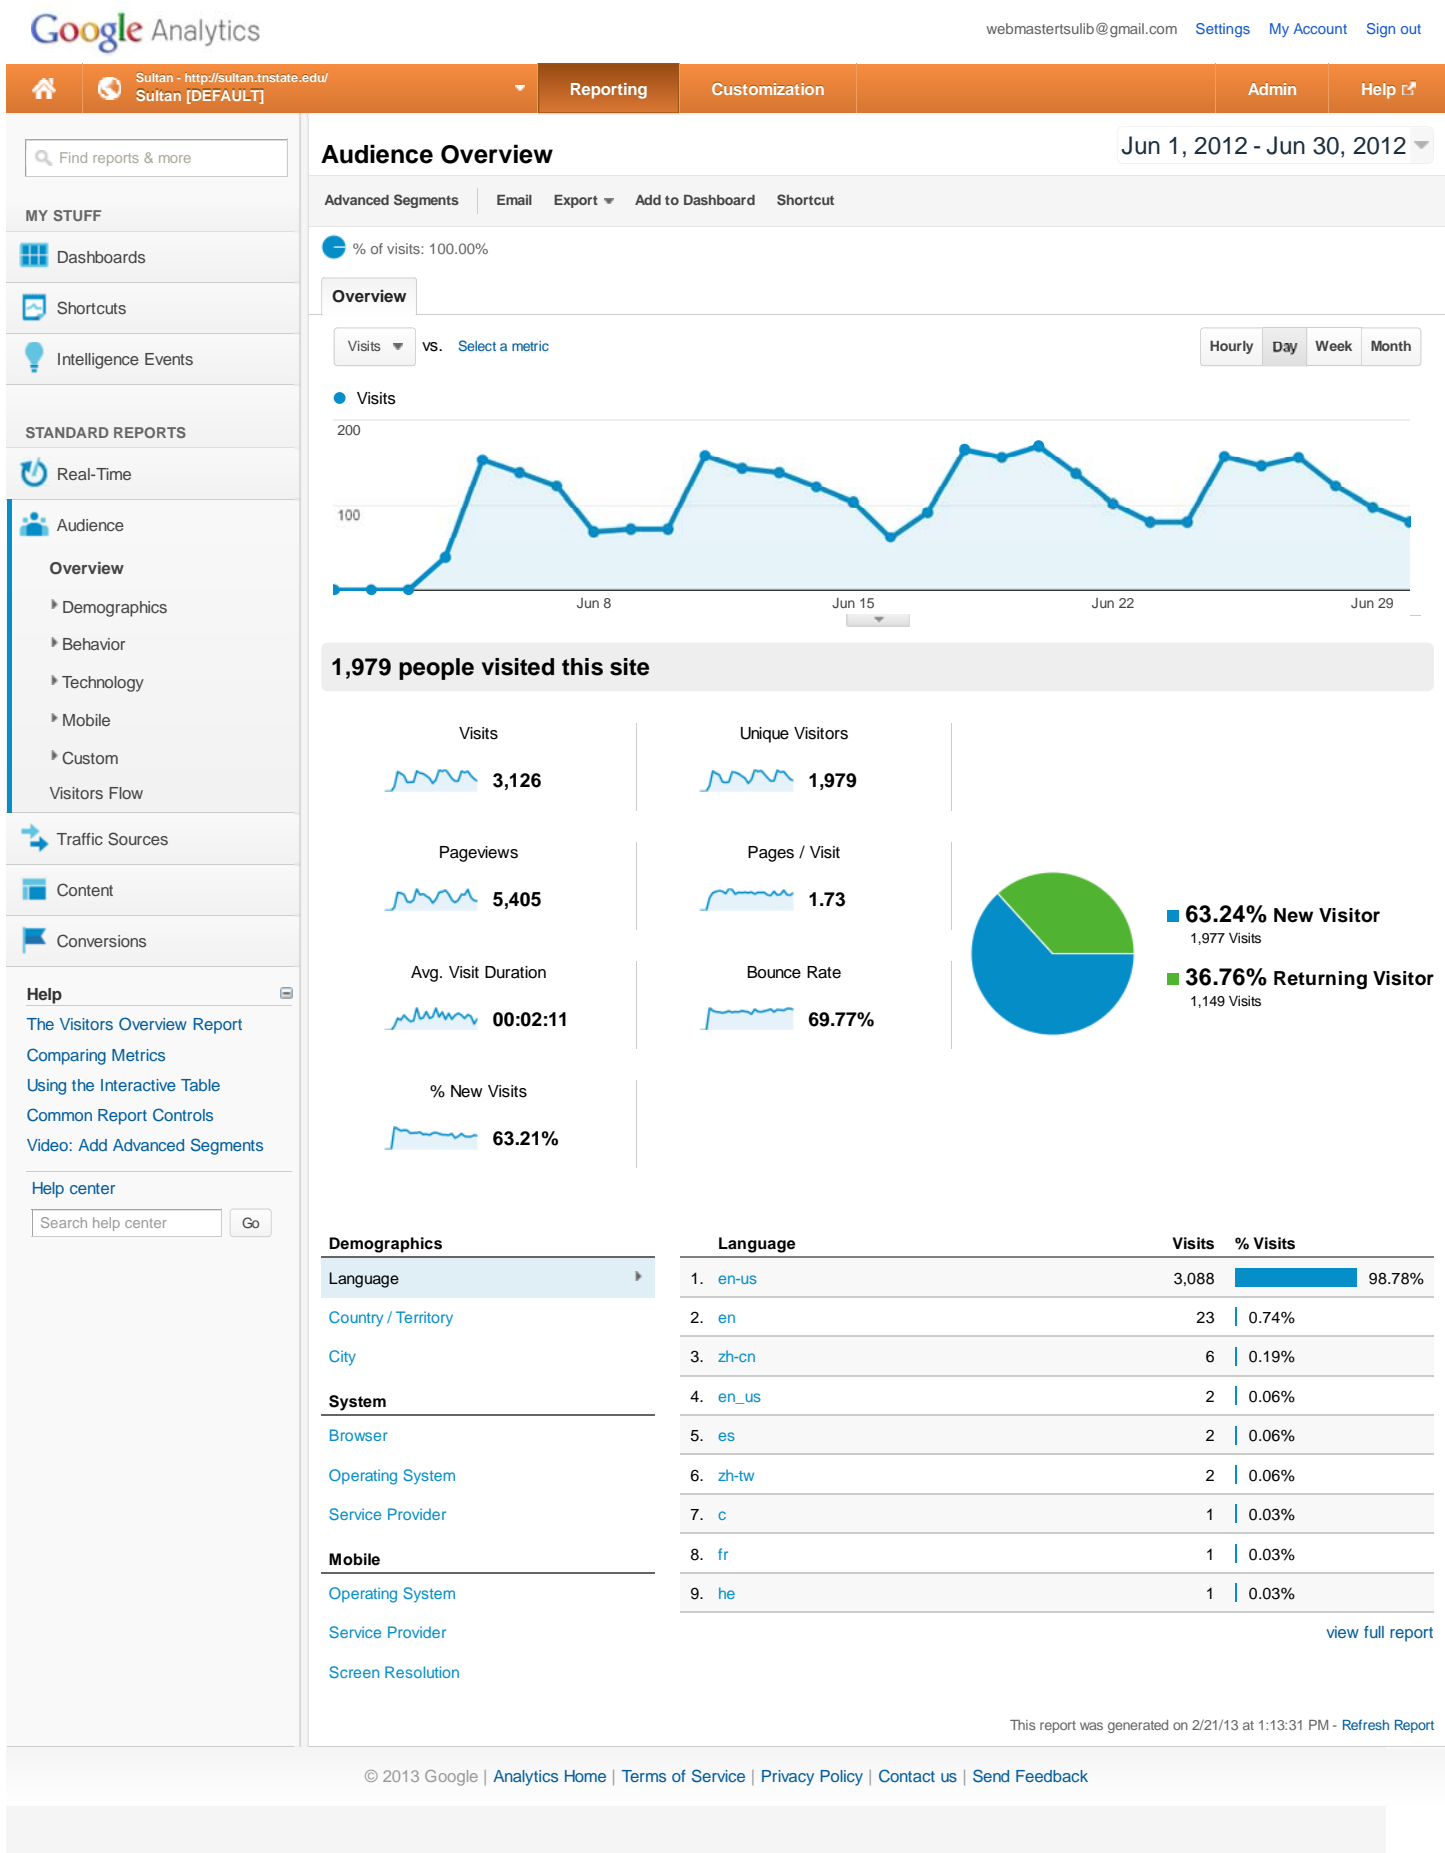 Google Analytics
webmastertsulib@gmail.com Settings My Account Sign out
Sultan - http://sultan.tnstate.edu/
Sultan [DEFAULT]
Reporting
Customization
Admin
Help
Find reports & more
MY STUFF
Dashboards
Shortcuts
Intelligence Events
STANDARD REPORTS
Real-Time
Audience
Overview
Demographics
Behavior
Technology
Mobile
Custom
Visitors Flow
Traffic Sources
Content
Conversions
Help
The Visitors Overview Report
Comparing Metrics
Using the Interactive Table
Common Report Controls
Video: Add Advanced Segments
Help center
Search help center Go
Audience Overview
Jun 1, 2012 - Jun 30, 2012
Advanced Segments Email Export Add to Dashboard Shortcut
% of visits: 100.00%
Overview
Visits VS. Select a metric
Hourly Day Week Month
Visits
200
100
Jun 8 Jun 15 Jun 22 Jun 29
1,979 people visited this site
Visits
3,126
Unique Visitors
1,979
Pageviews
5,405
Pages / Visit
1.73
Avg. Visit Duration
00:02:11
Bounce Rate
69.77%
% New Visits
63.21%
63.24% New Visitor
1,977 Visits
36.76% Returning Visitor
1,149 Visits
Demographics
Language
Country / Territory
City
System
Browser
Operating System
Service Provider
Mobile
Operating System
Service Provider
Screen Resolution
Language Visits % Visits
1. en-us 3,088 98.78%
2. en 23 0.74%
3. zh-cn 6 0.19%
4. en_us 2 0.06%
5. es 2 0.06%
6. zh-tw 2 0.06%
7. c 1 0.03%
8. fr 1 0.03%
9. he 1 0.03%
view full report
This report was generated on 2/21/13 at 1:13:31 PM - Refresh Report
© 2013 Google | Analytics Home | Terms of Service | Privacy Policy | Contact us | Send Feedback